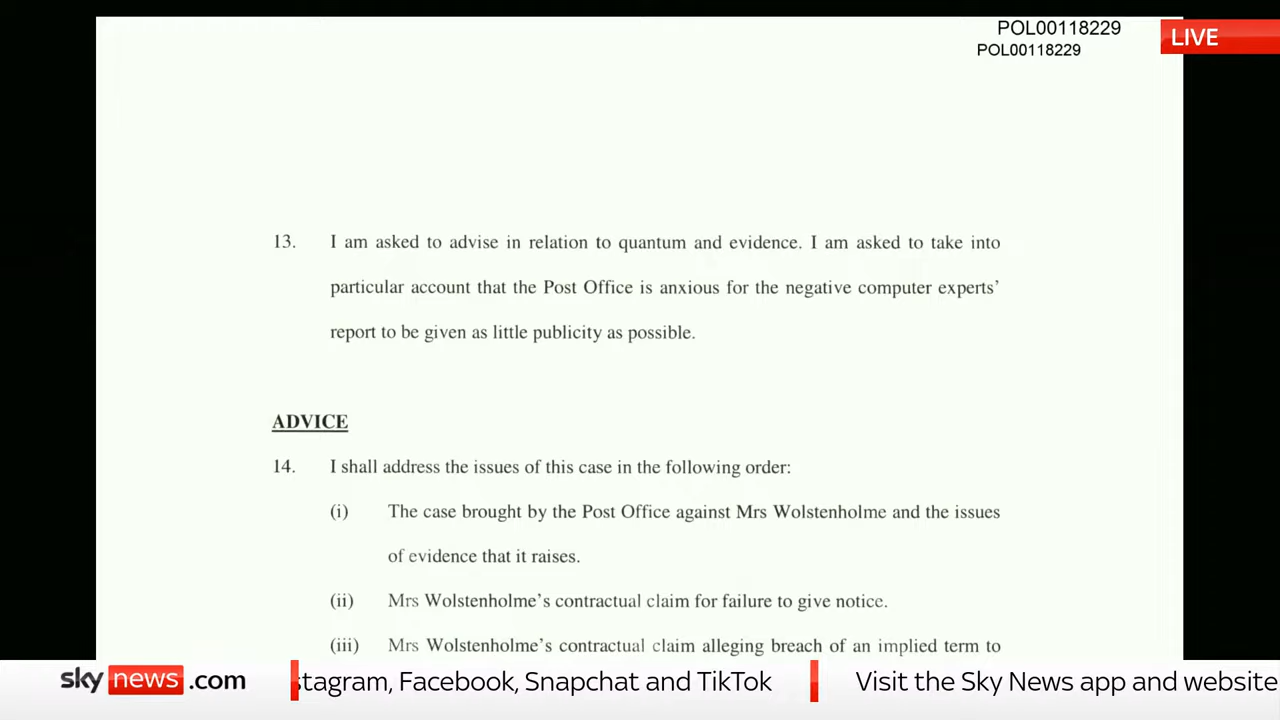 POL00118229
POL00118229
LIVE
13. I am asked to advise in relation to quantum and evidence. I am asked to take into
particular account that the Post Office is anxious for the negative computer experts’
report to be given as little publicity as possible.
ADVICE
14. I shall address the issues of this case in the following order:
(i) The case brought by the Post Office against Mrs Wolstenholme and the issues
of evidence that it raises.
(ii) Mrs Wolstenholme’s contractual claim for failure to give notice.
(iii) Mrs Wolstenholme’s contractual claim alleging breach of an implied term to
sky news .com
stagram, Facebook, Snapchat and TikTok
Visit the Sky News app and website